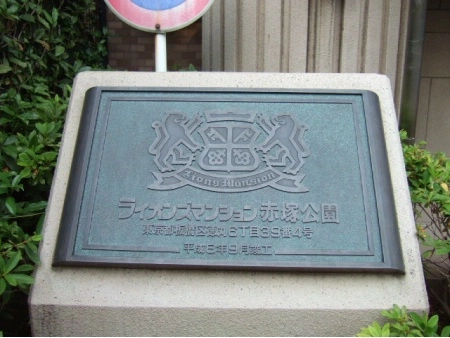 Lions Mansion
ライオンズマンション赤塚公園
東京都板橋区徳丸6丁目39番4号
平成5年9月竣工